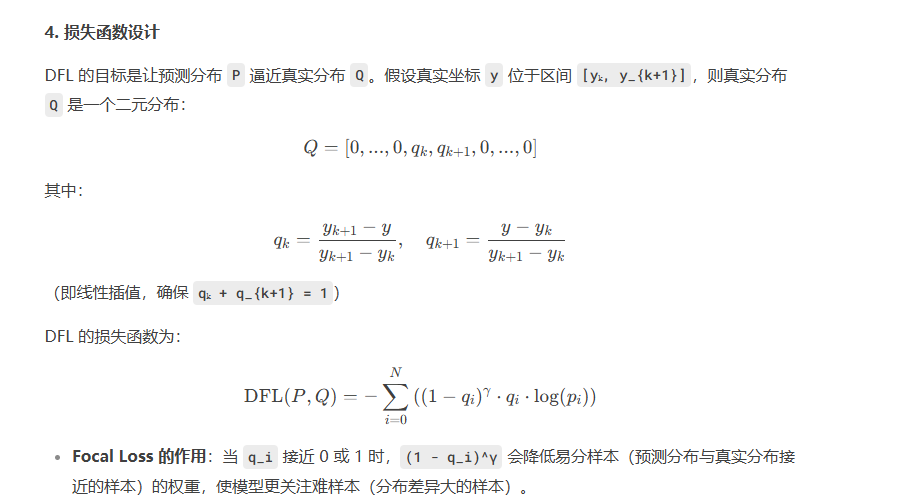 4. 损失函数设计
DFL 的目标是让预测分布 P 逼近真实分布 Q。假设真实坐标 y 位于区间 [yₖ, y_{k+1}]，则真实分布
Q 是一个二元分布：
Q = [0, ..., 0, q_k, q_{k+1}, 0, ..., 0]
其中：
q_k = \frac{y_{k+1} - y}{y_{k+1} - y_k}, q_{k+1} = \frac{y - y_k}{y_{k+1} - y_k}
（即线性插值，确保 qₖ + q_{k+1} = 1）
DFL 的损失函数为：
DFL(P, Q) = -\sum_{i=0}^{N} ((1 - q_i)^γ · q_i · log(p_i))
• Focal Loss 的作用：当 q_i 接近 0 或 1 时，(1 - q_i)^γ 会降低易分样本（预测分布与真实分布接
近的样本）的权重，使模型更关注难样本（分布差异大的样本）。